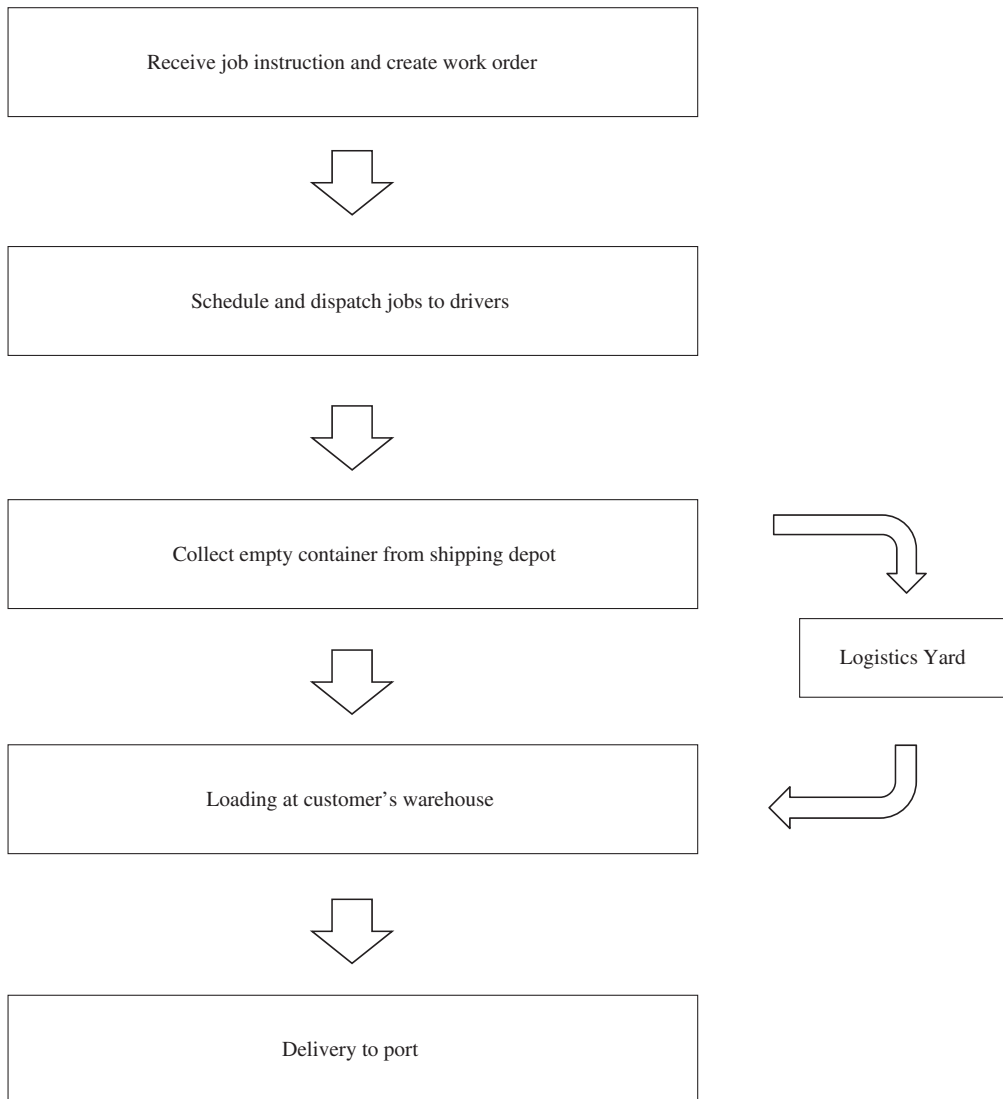 Receive job instruction and create work order
Schedule and dispatch jobs to drivers
Collect empty container from shipping depot
Logistics Yard
Loading at customer’s warehouse
Delivery to port